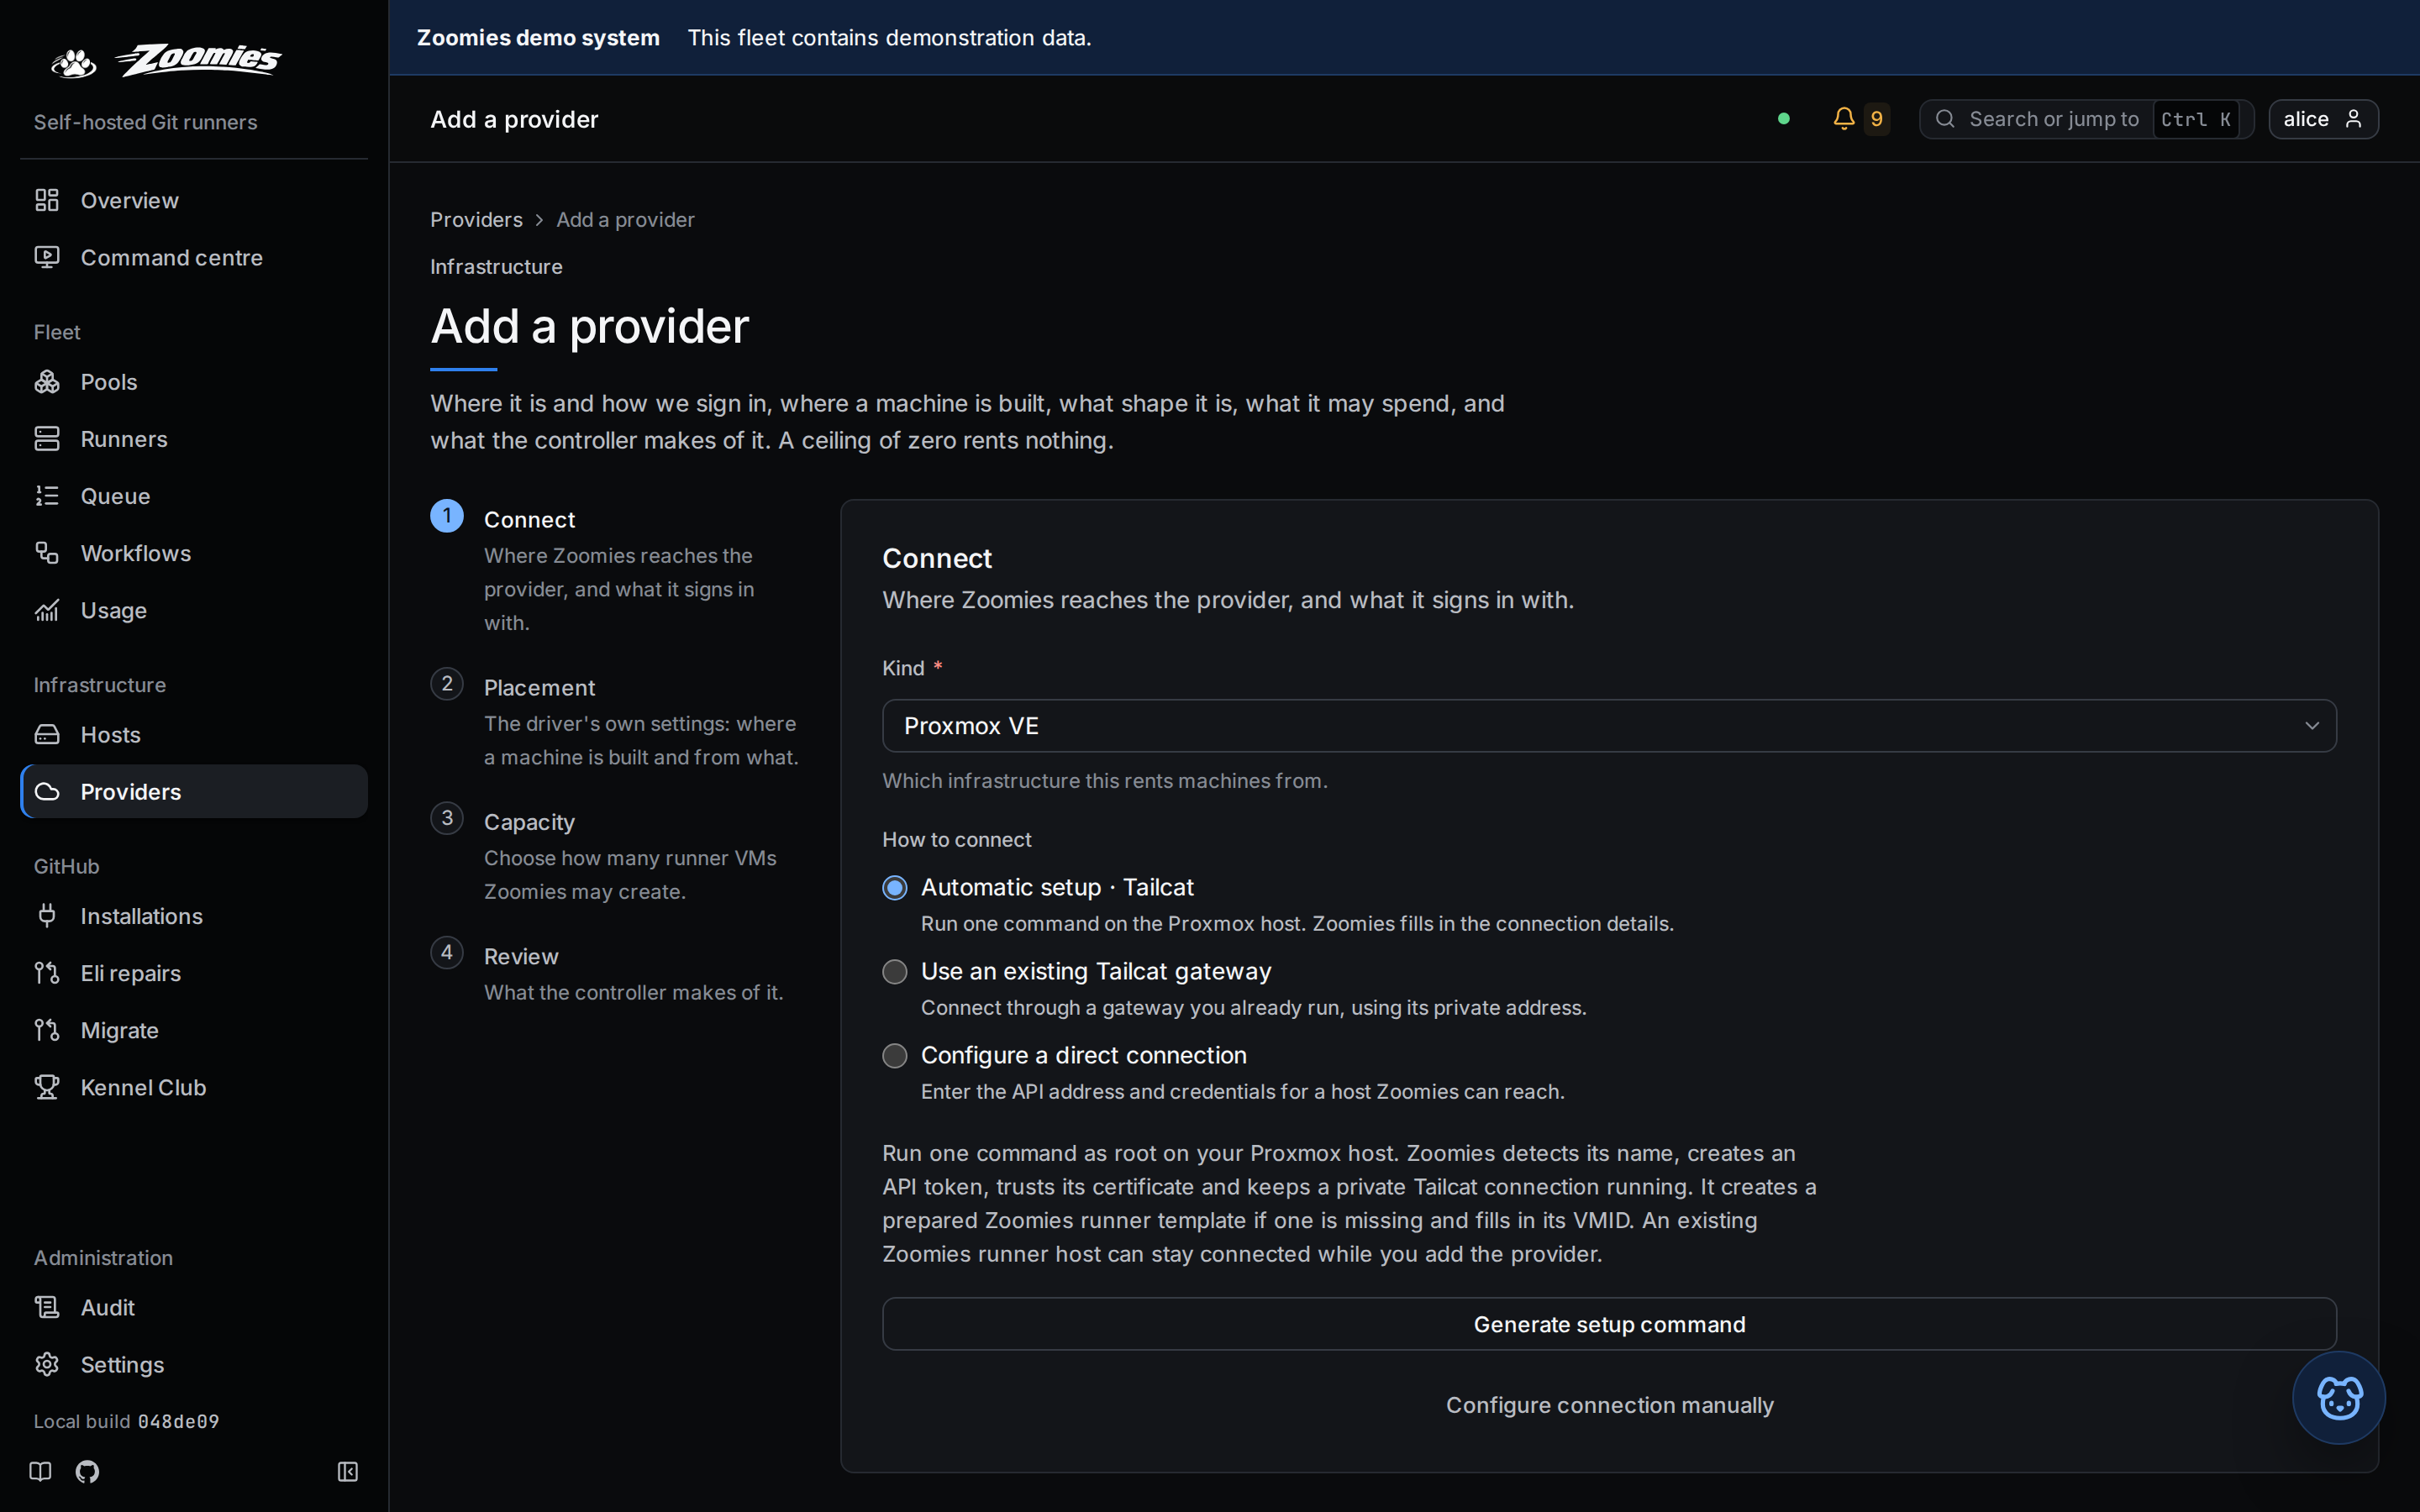 Zoomies
Self-hosted Git runners
Overview
Command centre
Fleet
Pools
Runners
Queue
Workflows
Usage
Infrastructure
Hosts
Providers
GitHub
Installations
Eli repairs
Migrate
Kennel Club
Administration
Audit
Settings
Local build 048de09
Zoomies demo system This fleet contains demonstration data.
Add a provider
9
Search or jump to Ctrl K
alice
Providers > Add a provider
Infrastructure
Add a provider
Where it is and how we sign in, where a machine is built, what shape it is, what it may spend, and
what the controller makes of it. A ceiling of zero rents nothing.
1 Connect
Where Zoomies reaches the
provider, and what it signs in
with.
2 Placement
The driver's own settings: where
a machine is built and from what.
3 Capacity
Choose how many runner VMs
Zoomies may create.
4 Review
What the controller makes of it.
Connect
Where Zoomies reaches the provider, and what it signs in with.
Kind *
Proxmox VE
Which infrastructure this rents machines from.
How to connect
Automatic setup · Tailcat
Run one command on the Proxmox host. Zoomies fills in the connection details.
Use an existing Tailcat gateway
Connect through a gateway you already run, using its private address.
Configure a direct connection
Enter the API address and credentials for a host Zoomies can reach.
Run one command as root on your Proxmox host. Zoomies detects its name, creates an
API token, trusts its certificate and keeps a private Tailcat connection running. It creates a
prepared Zoomies runner template if one is missing and fills in its VMID. An existing
Zoomies runner host can stay connected while you add the provider.
Generate setup command
Configure connection manually